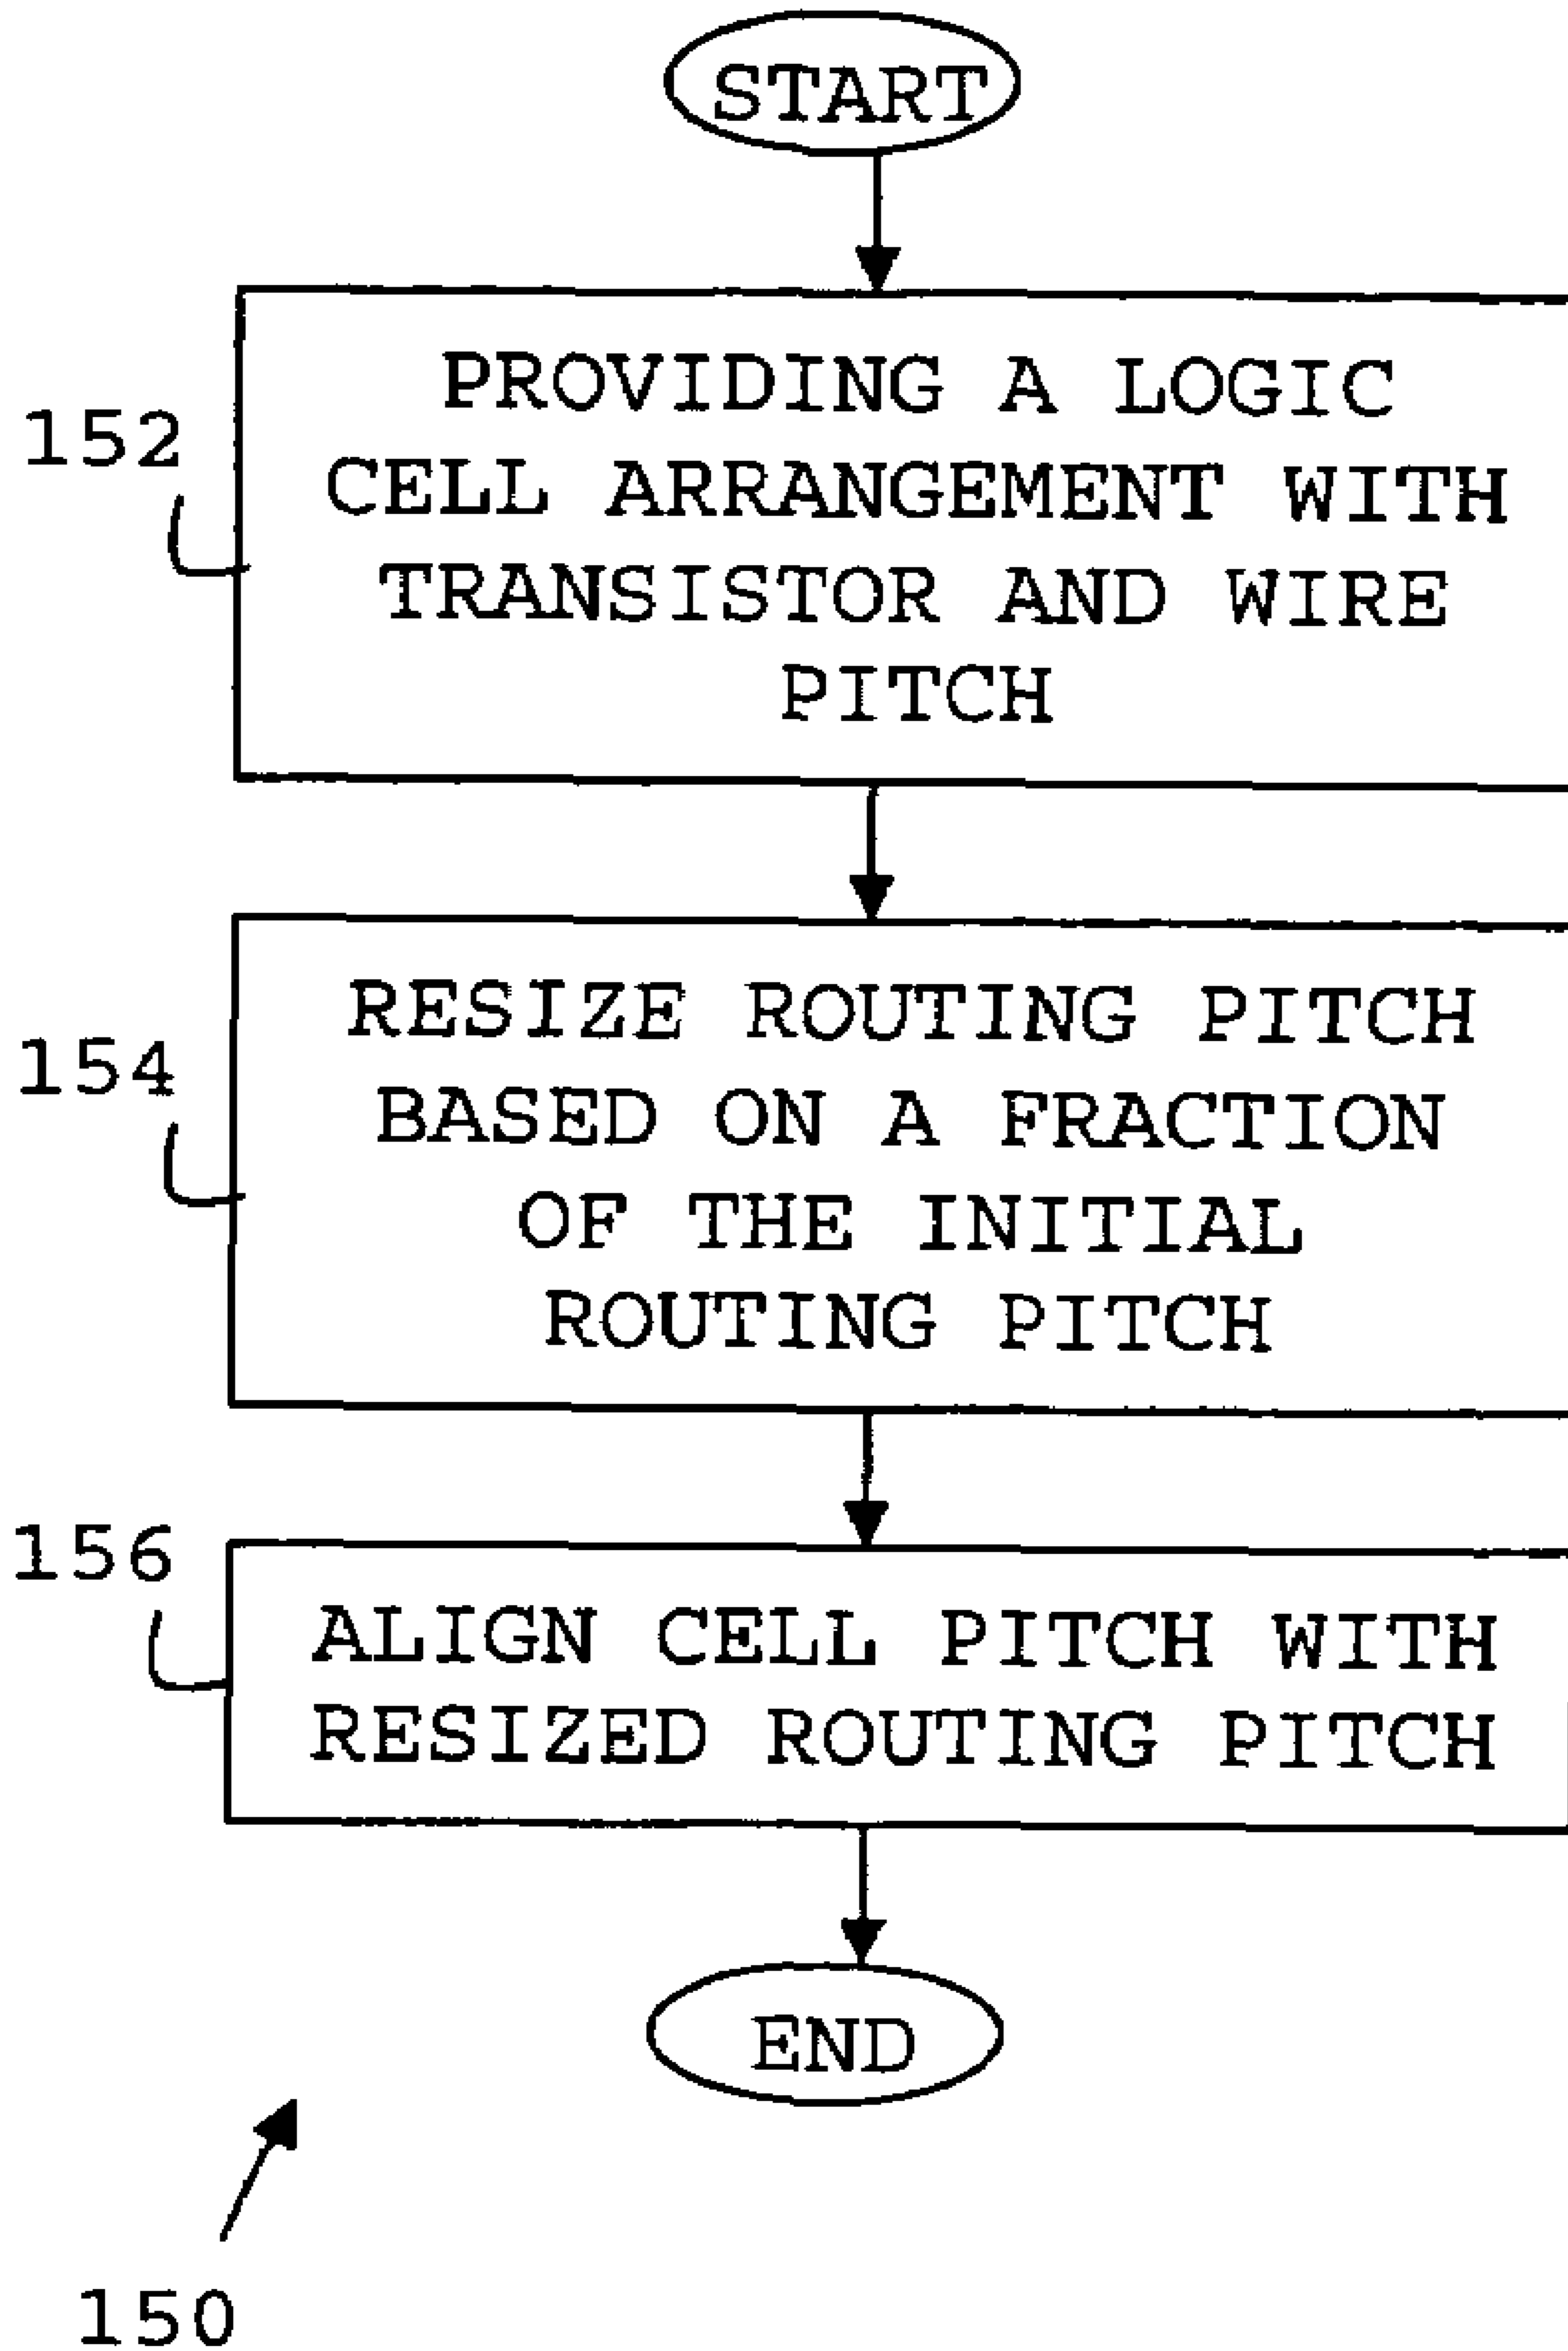 START
152
PROVIDING A LOGIC
CELL ARRANGEMENT WITH
TRANSISTOR AND WIRE
PITCH
154
RESIZE ROUTING PITCH
BASED ON A FRACTION
OF THE INITIAL
ROUTING PITCH
156
ALIGN CELL PITCH WITH
RESIZED ROUTING PITCH
END
150